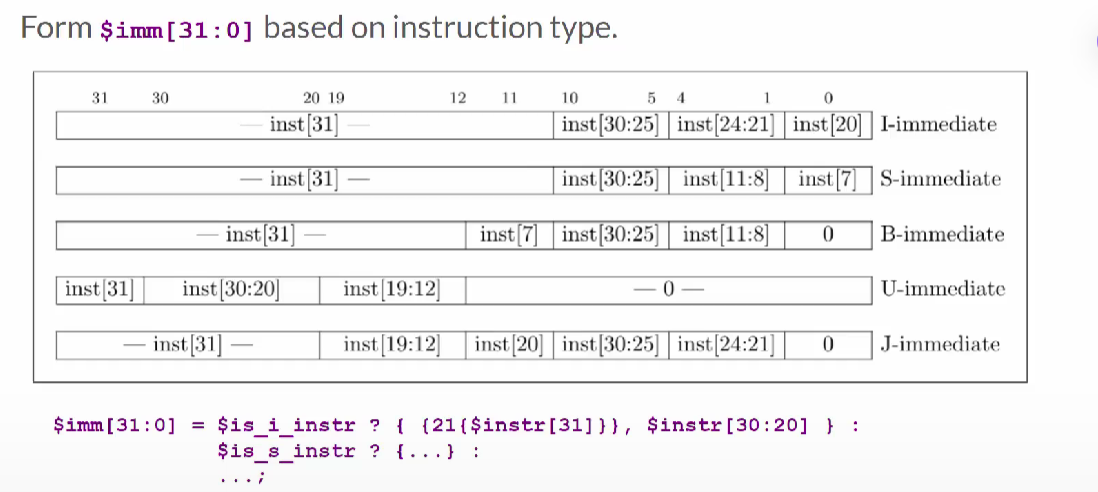 Form $imm[31:0] based on instruction type.
31 30 20 19 12 11 10 5 4 1 0
— inst[31] — inst[30:25] inst[24:21] inst[20] I-immediate
— inst[31] — inst[30:25] inst[11:8] inst[7] S-immediate
— inst[31] — inst[7] inst[30:25] inst[11:8] 0 B-immediate
inst[31] inst[30:20] inst[19:12] — 0 — U-immediate
— inst[31] — inst[19:12] inst[20] inst[30:25] inst[24:21] 0 J-immediate
$imm[31:0] = $is_i_instr ? { {21{$instr[31]}}, $instr[30:20] } :
$is_s_instr ? {...} :
...;